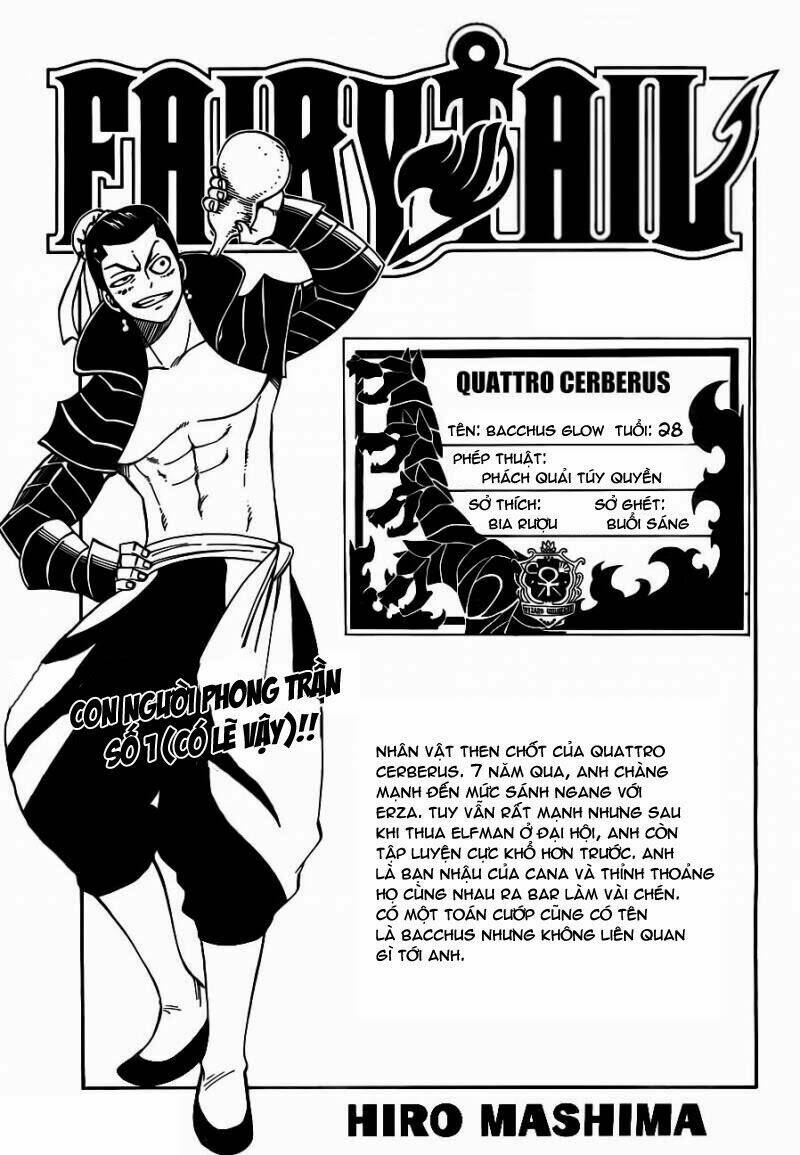 FAIRY TAIL
QUATTRO CERBERUS
TÊN: BACCHUS GLOW TUỔI: 28
PHÉP THUẬT:
PHÁCH QUẢI TÚY QUYỀN
SỞ THÍCH: SỞ GHÉT:
BIA RƯỢU BUỔI SÁNG
CON NGƯỜI PHONG TRẦN
SỐ 1 (CÓ LẼ VẬY)!!
NHÂN VẬT THEN CHỐT CỦA QUATTRO
CERBERUS. 7 NĂM QUA, ANH CHÀNG
MẠNH ĐẾN MỨC SÁNH NGANG VỚI
ERZA. TUY VẪN RẤT MẠNH NHƯNG SAU
KHI THUA ELFMAN Ở ĐẠI HỘI, ANH CÒN
TẬP LUYỆN CỰC KHỔ HƠN TRƯỚC. ANH
LÀ BẠN NHẬU CỦA CANA VÀ THỈNH THOẢNG
HỌ CÙNG NHAU RA BAR LÀM VÀI CHÉN.
CÓ MỘT TOÁN CƯỚP CŨNG CÓ TÊN
LÀ BACCHUS NHƯNG KHÔNG LIÊN QUAN
GÌ TỚI ANH.
HIRO MASHIMA